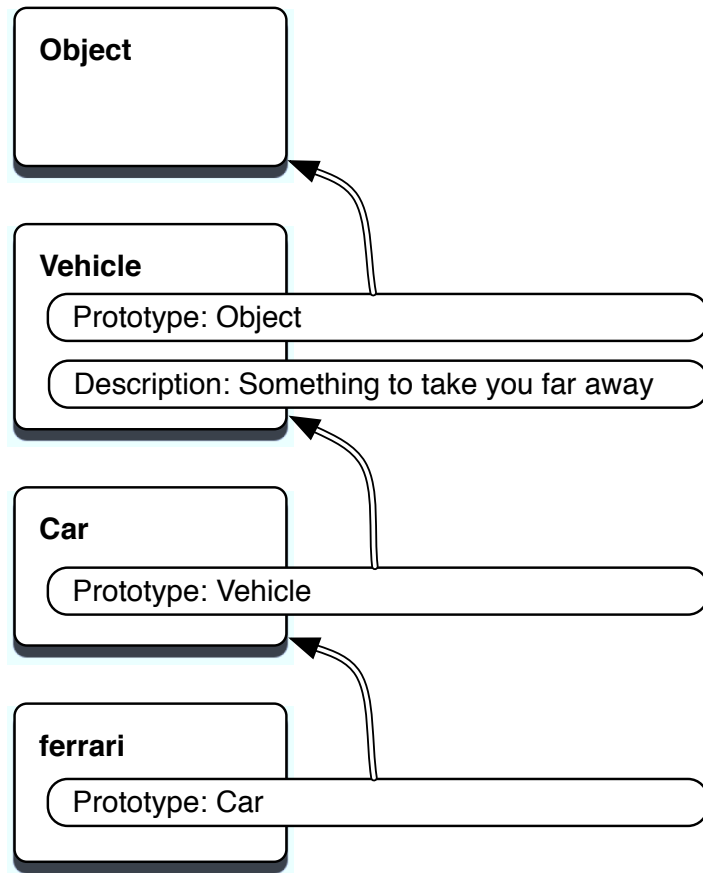 Object
Vehicle
Prototype: Object
Description: Something to take you far away
Car
Prototype: Vehicle
ferrari
Prototype: Car